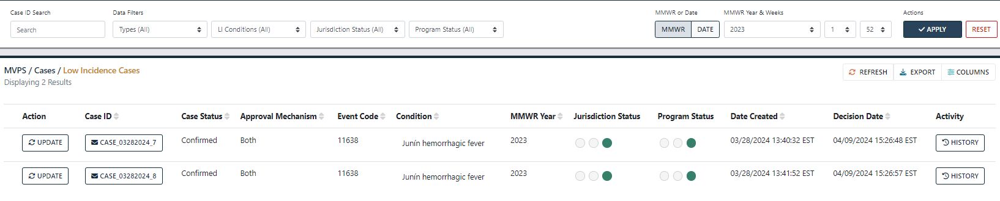 Case ID Search Data Filters MMWR or Date MMWR Year & Weeks Actions
Search Types (All) LI Conditions (All) Jurisdiction Status (All) Program Status (All) MMWR DATE 2023 1 52 APPLY RESET
MVPS / Cases / Low Incidence Cases
Displaying 2 Results
REFRESH EXPORT COLUMNS
Action Case ID Case Status Approval Mechanism Event Code Condition MMWR Year Jurisdiction Status Program Status Date Created Decision Date Activity
UPDATE CASE_03282024_7 Confirmed Both 11638 Junín hemorrhagic fever 2023 03/28/2024 13:40:32 EST 04/09/2024 15:26:48 EST HISTORY
UPDATE CASE_03282024_8 Confirmed Both 11638 Junín hemorrhagic fever 2023 03/28/2024 13:41:52 EST 04/09/2024 15:26:57 EST HISTORY